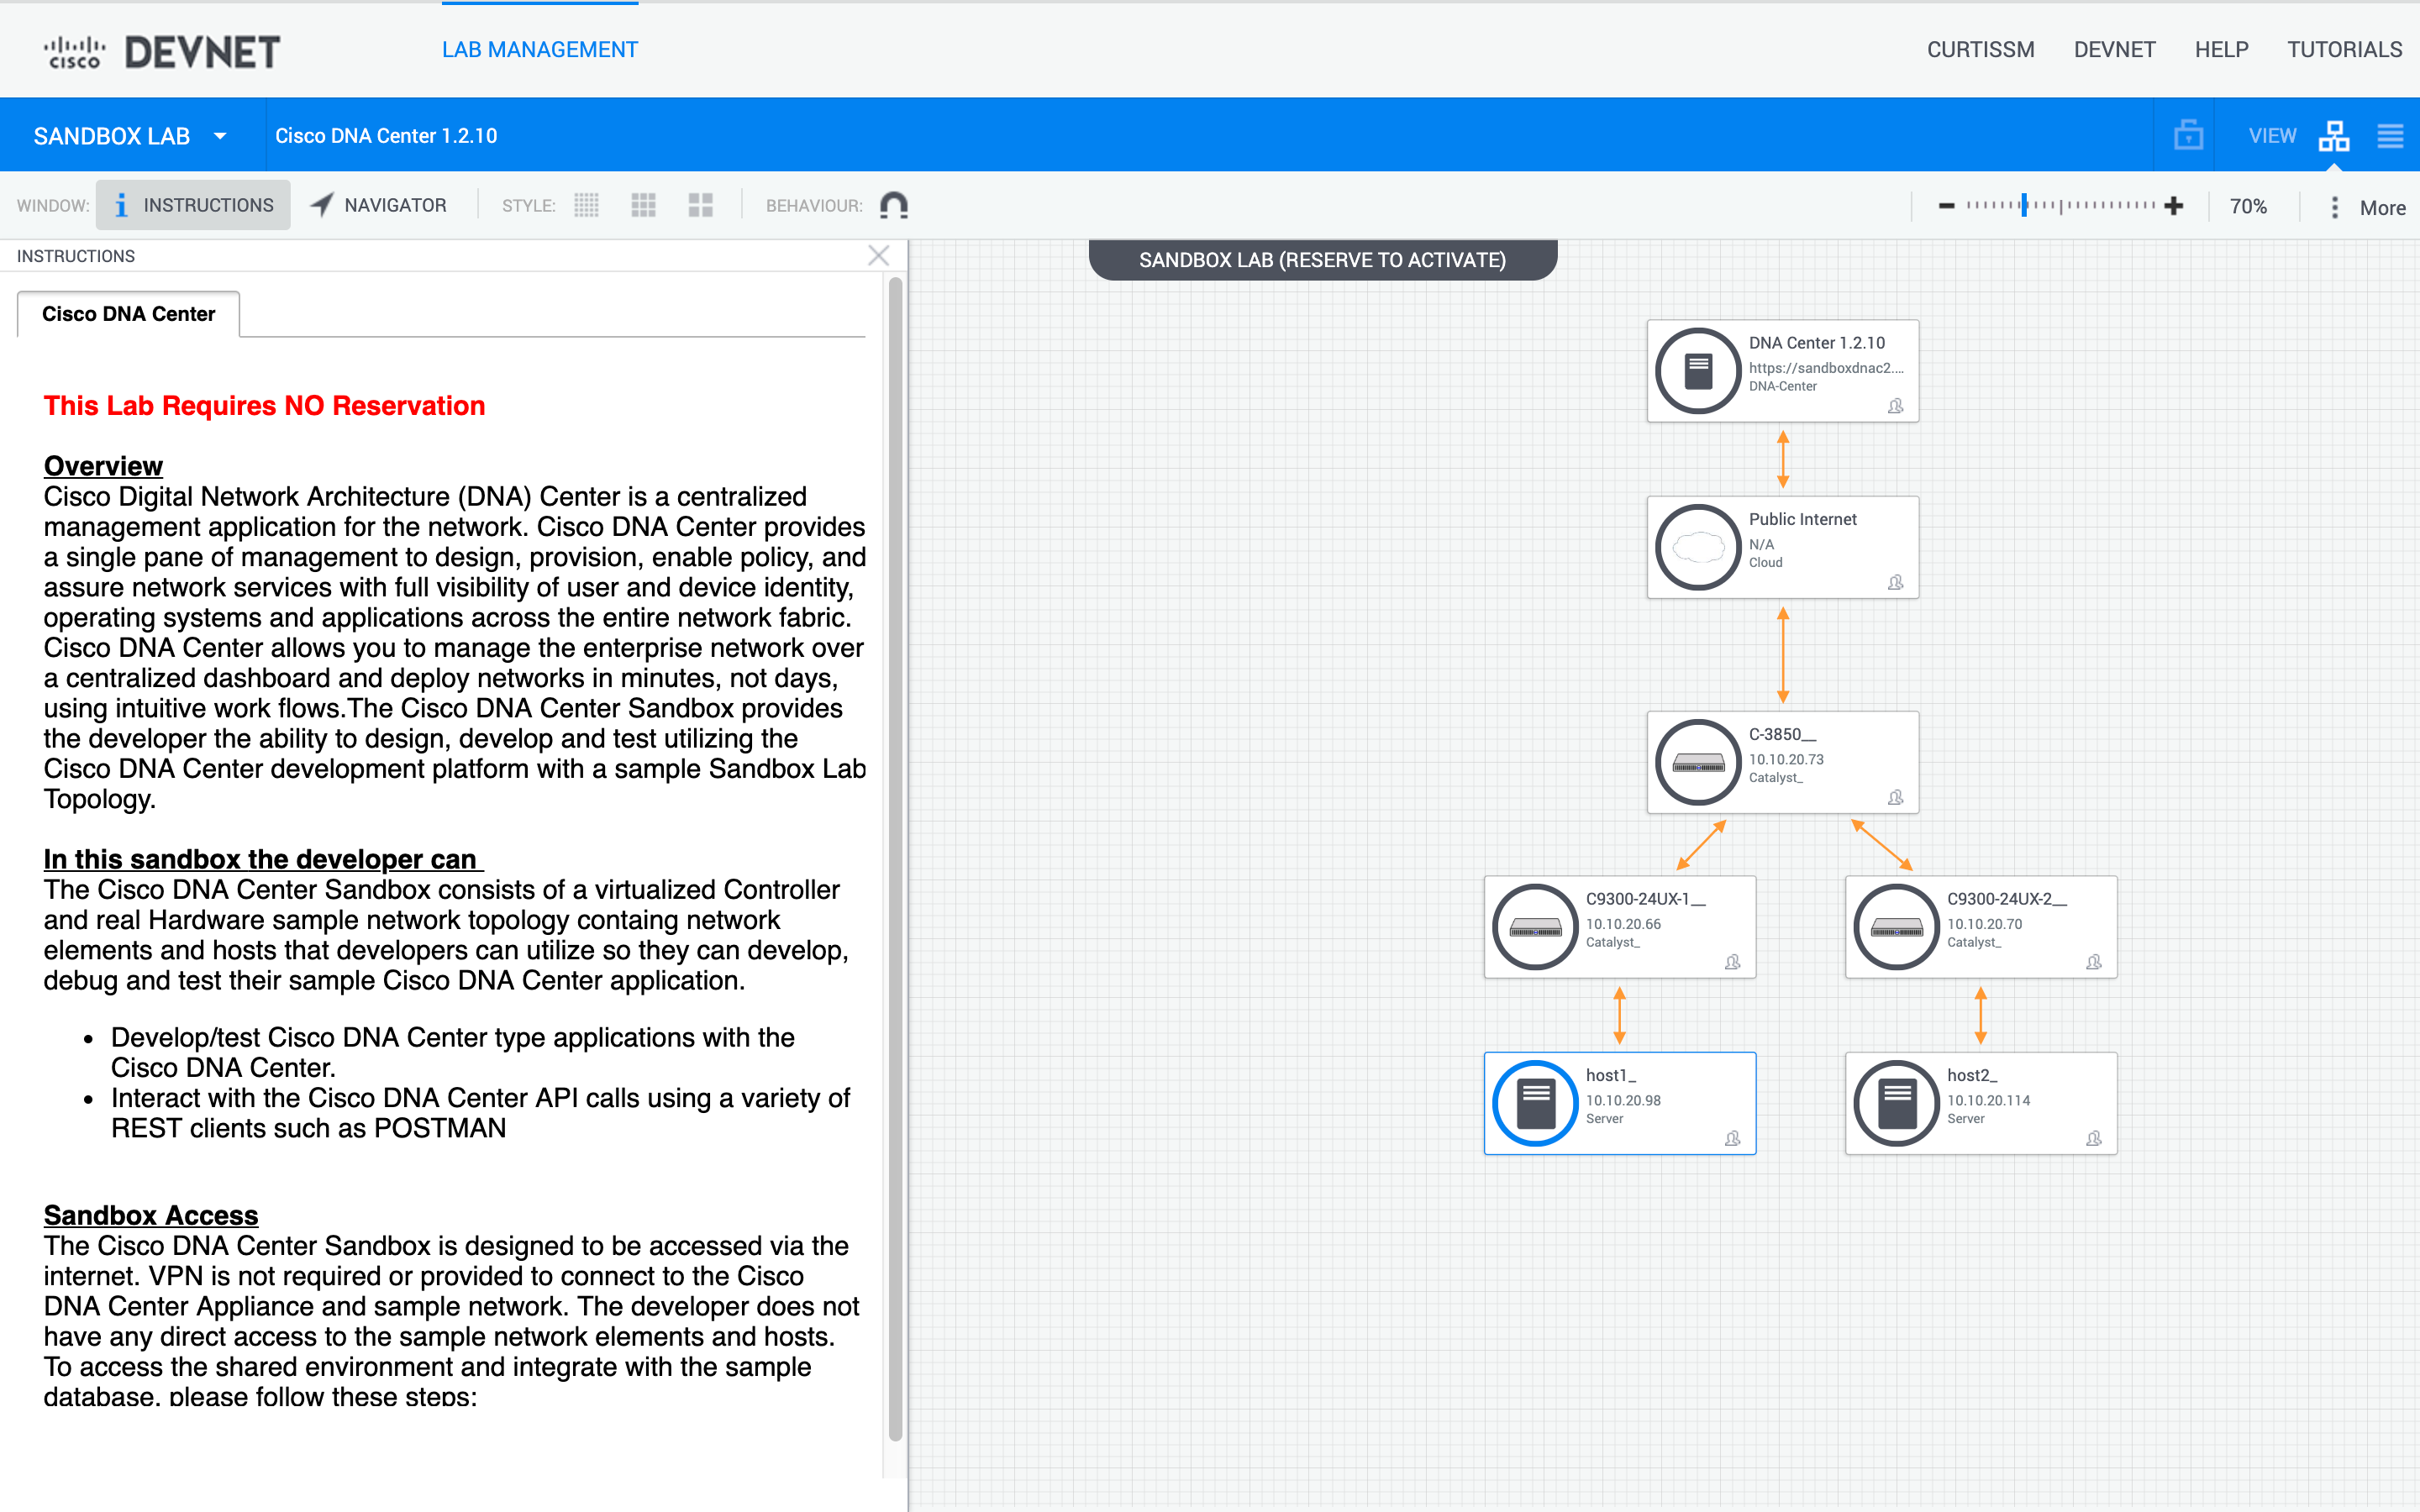 CISCO DEVNET
LAB MANAGEMENT
CURTISSM
DEVNET
HELP
TUTORIALS
SANDBOX LAB
Cisco DNA Center 1.2.10
VIEW
WINDOW:
INSTRUCTIONS
NAVIGATOR
STYLE:
BEHAVIOUR:
70%
More
INSTRUCTIONS
Cisco DNA Center
This Lab Requires NO Reservation
Overview
Cisco Digital Network Architecture (DNA) Center is a centralized
management application for the network. Cisco DNA Center provides
a single pane of management to design, provision, enable policy, and
assure network services with full visibility of user and device identity,
operating systems and applications across the entire network fabric.
Cisco DNA Center allows you to manage the enterprise network over
a centralized dashboard and deploy networks in minutes, not days,
using intuitive work flows.The Cisco DNA Center Sandbox provides
the developer the ability to design, develop and test utilizing the
Cisco DNA Center development platform with a sample Sandbox Lab
Topology.
In this sandbox the developer can
The Cisco DNA Center Sandbox consists of a virtualized Controller
and real Hardware sample network topology containg network
elements and hosts that developers can utilize so they can develop,
debug and test their sample Cisco DNA Center application.
• Develop/test Cisco DNA Center type applications with the
Cisco DNA Center.
• Interact with the Cisco DNA Center API calls using a variety of
REST clients such as POSTMAN
Sandbox Access
The Cisco DNA Center Sandbox is designed to be accessed via the
internet. VPN is not required or provided to connect to the Cisco
DNA Center Appliance and sample network. The developer does not
have any direct access to the sample network elements and hosts.
To access the shared environment and integrate with the sample
database, please follow these steps:
SANDBOX LAB (RESERVE TO ACTIVATE)
DNA Center 1.2.10
https://sandboxdnac2....
DNA-Center
Public Internet
N/A
Cloud
C-3850__
10.10.20.73
Catalyst_
C9300-24UX-1__
10.10.20.66
Catalyst_
C9300-24UX-2__
10.10.20.70
Catalyst_
host1_
10.10.20.98
Server
host2_
10.10.20.114
Server